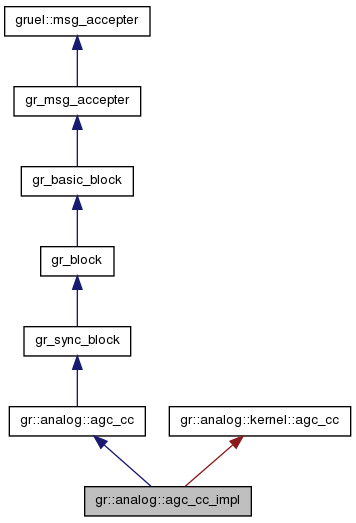 gruel::msg_accepter
gr_msg_accepter
gr_basic_block
gr_block
gr_sync_block
gr::analog::agc_cc
gr::analog::kernel::agc_cc
gr::analog::agc_cc_impl